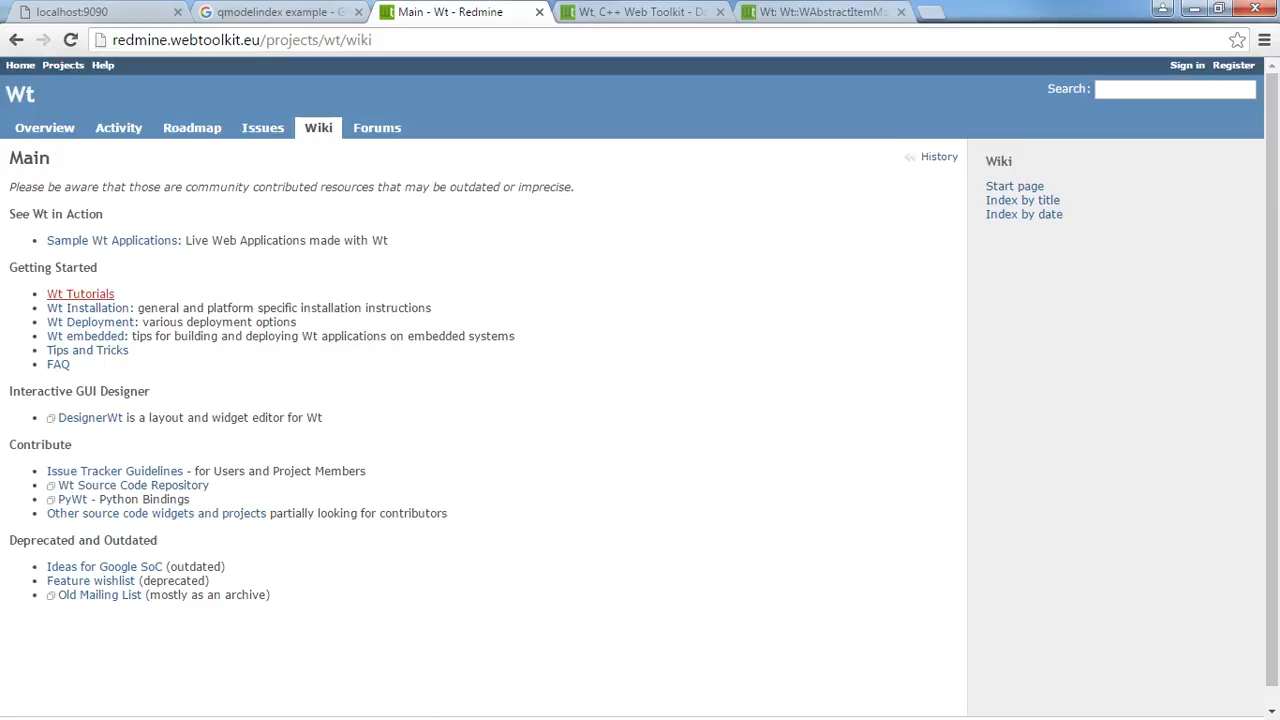 localhost:9090
qmodelindex example - G
Main - Wt - Redmine
Wt, C++ Web Toolkit - Do
Wt: Wt::WAbstractItemMo
redmine.webtoolkit.eu/projects/wt/wiki
Home Projects Help
Sign in Register
Wt
Search:
Overview Activity Roadmap Issues Wiki Forums
Main
History
Please be aware that those are community contributed resources that may be outdated or imprecise.
See Wt in Action
Sample Wt Applications: Live Web Applications made with Wt
Getting Started
Wt Tutorials
Wt Installation: general and platform specific installation instructions
Wt Deployment: various deployment options
Wt embedded: tips for building and deploying Wt applications on embedded systems
Tips and Tricks
FAQ
Interactive GUI Designer
DesignerWt is a layout and widget editor for Wt
Contribute
Issue Tracker Guidelines - for Users and Project Members
Wt Source Code Repository
PyWt - Python Bindings
Other source code widgets and projects partially looking for contributors
Deprecated and Outdated
Ideas for Google SoC (outdated)
Feature wishlist (deprecated)
Old Mailing List (mostly as an archive)
Wiki
Start page
Index by title
Index by date